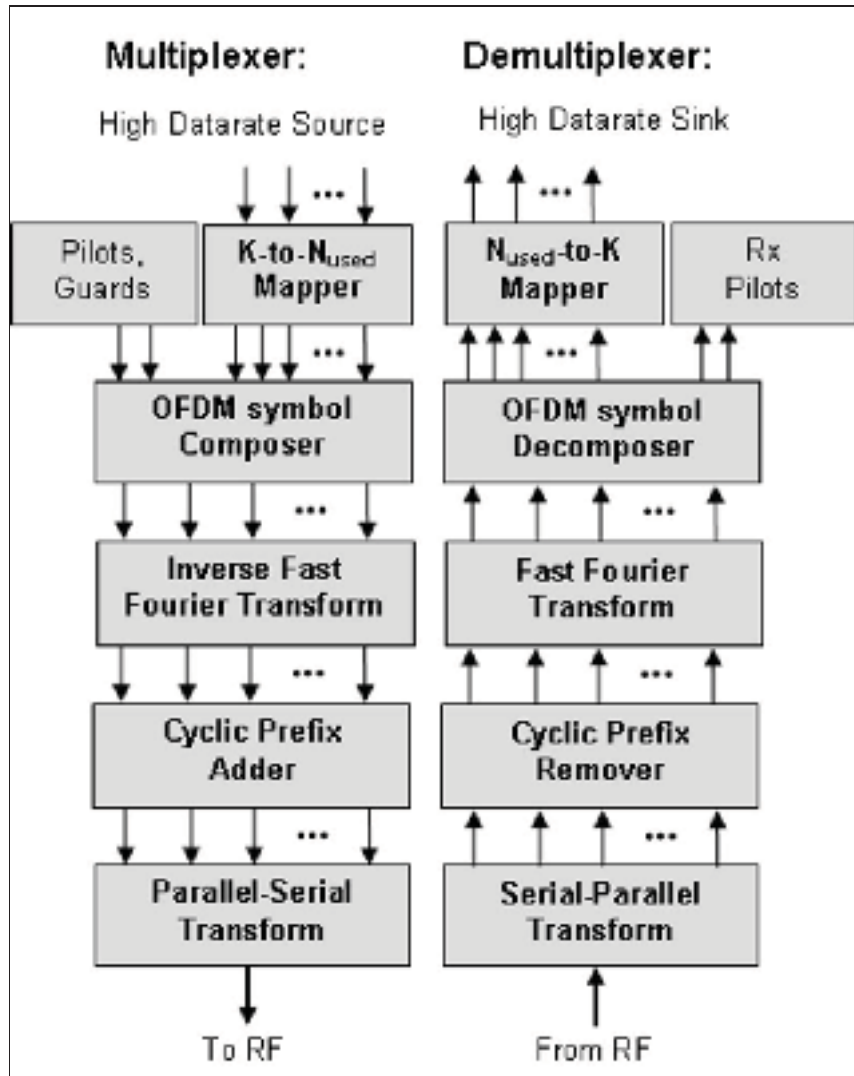 Multiplexer:
High Datarate Source
...
Pilots,
Guards
K-to-Nused
Mapper
...
OFDM symbol
Composer
...
Inverse Fast
Fourier Transform
...
Cyclic Prefix
Adder
...
Parallel-Serial
Transform
To RF
Demultiplexer:
High Datarate Sink
...
Nused-to-K
Mapper
Rx
Pilots
...
OFDM symbol
Decomposer
...
Fast Fourier
Transform
...
Cyclic Prefix
Remover
...
Serial-Parallel
Transform
From RF